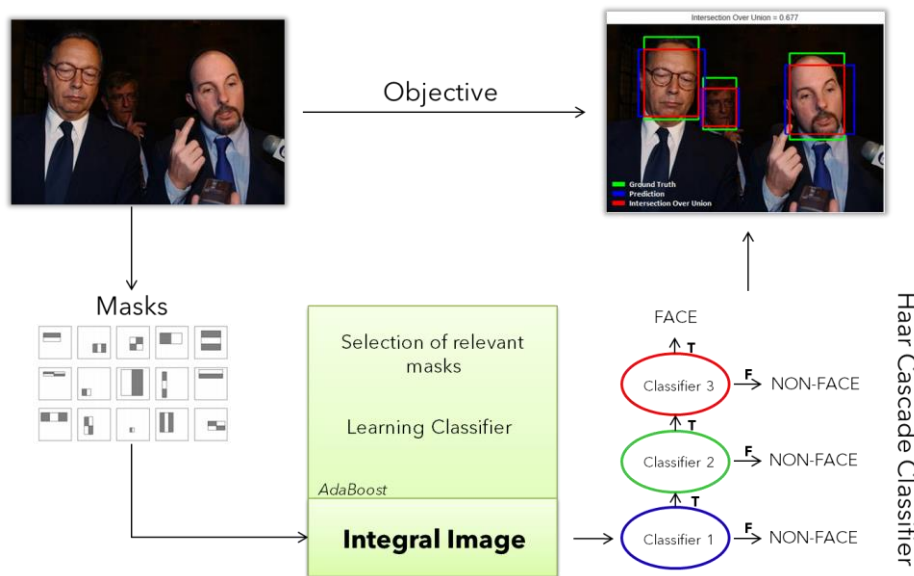 Intersection Over Union = 0.677
Objective
Ground Truth
Prediction
Intersection Over Union
Masks
Selection of relevant
masks
Learning Classifier
AdaBoost
Integral Image
FACE
T
Classifier 3
F
NON-FACE
T
Classifier 2
F
NON-FACE
T
Classifier 1
F
NON-FACE
Haar Cascade Classifier